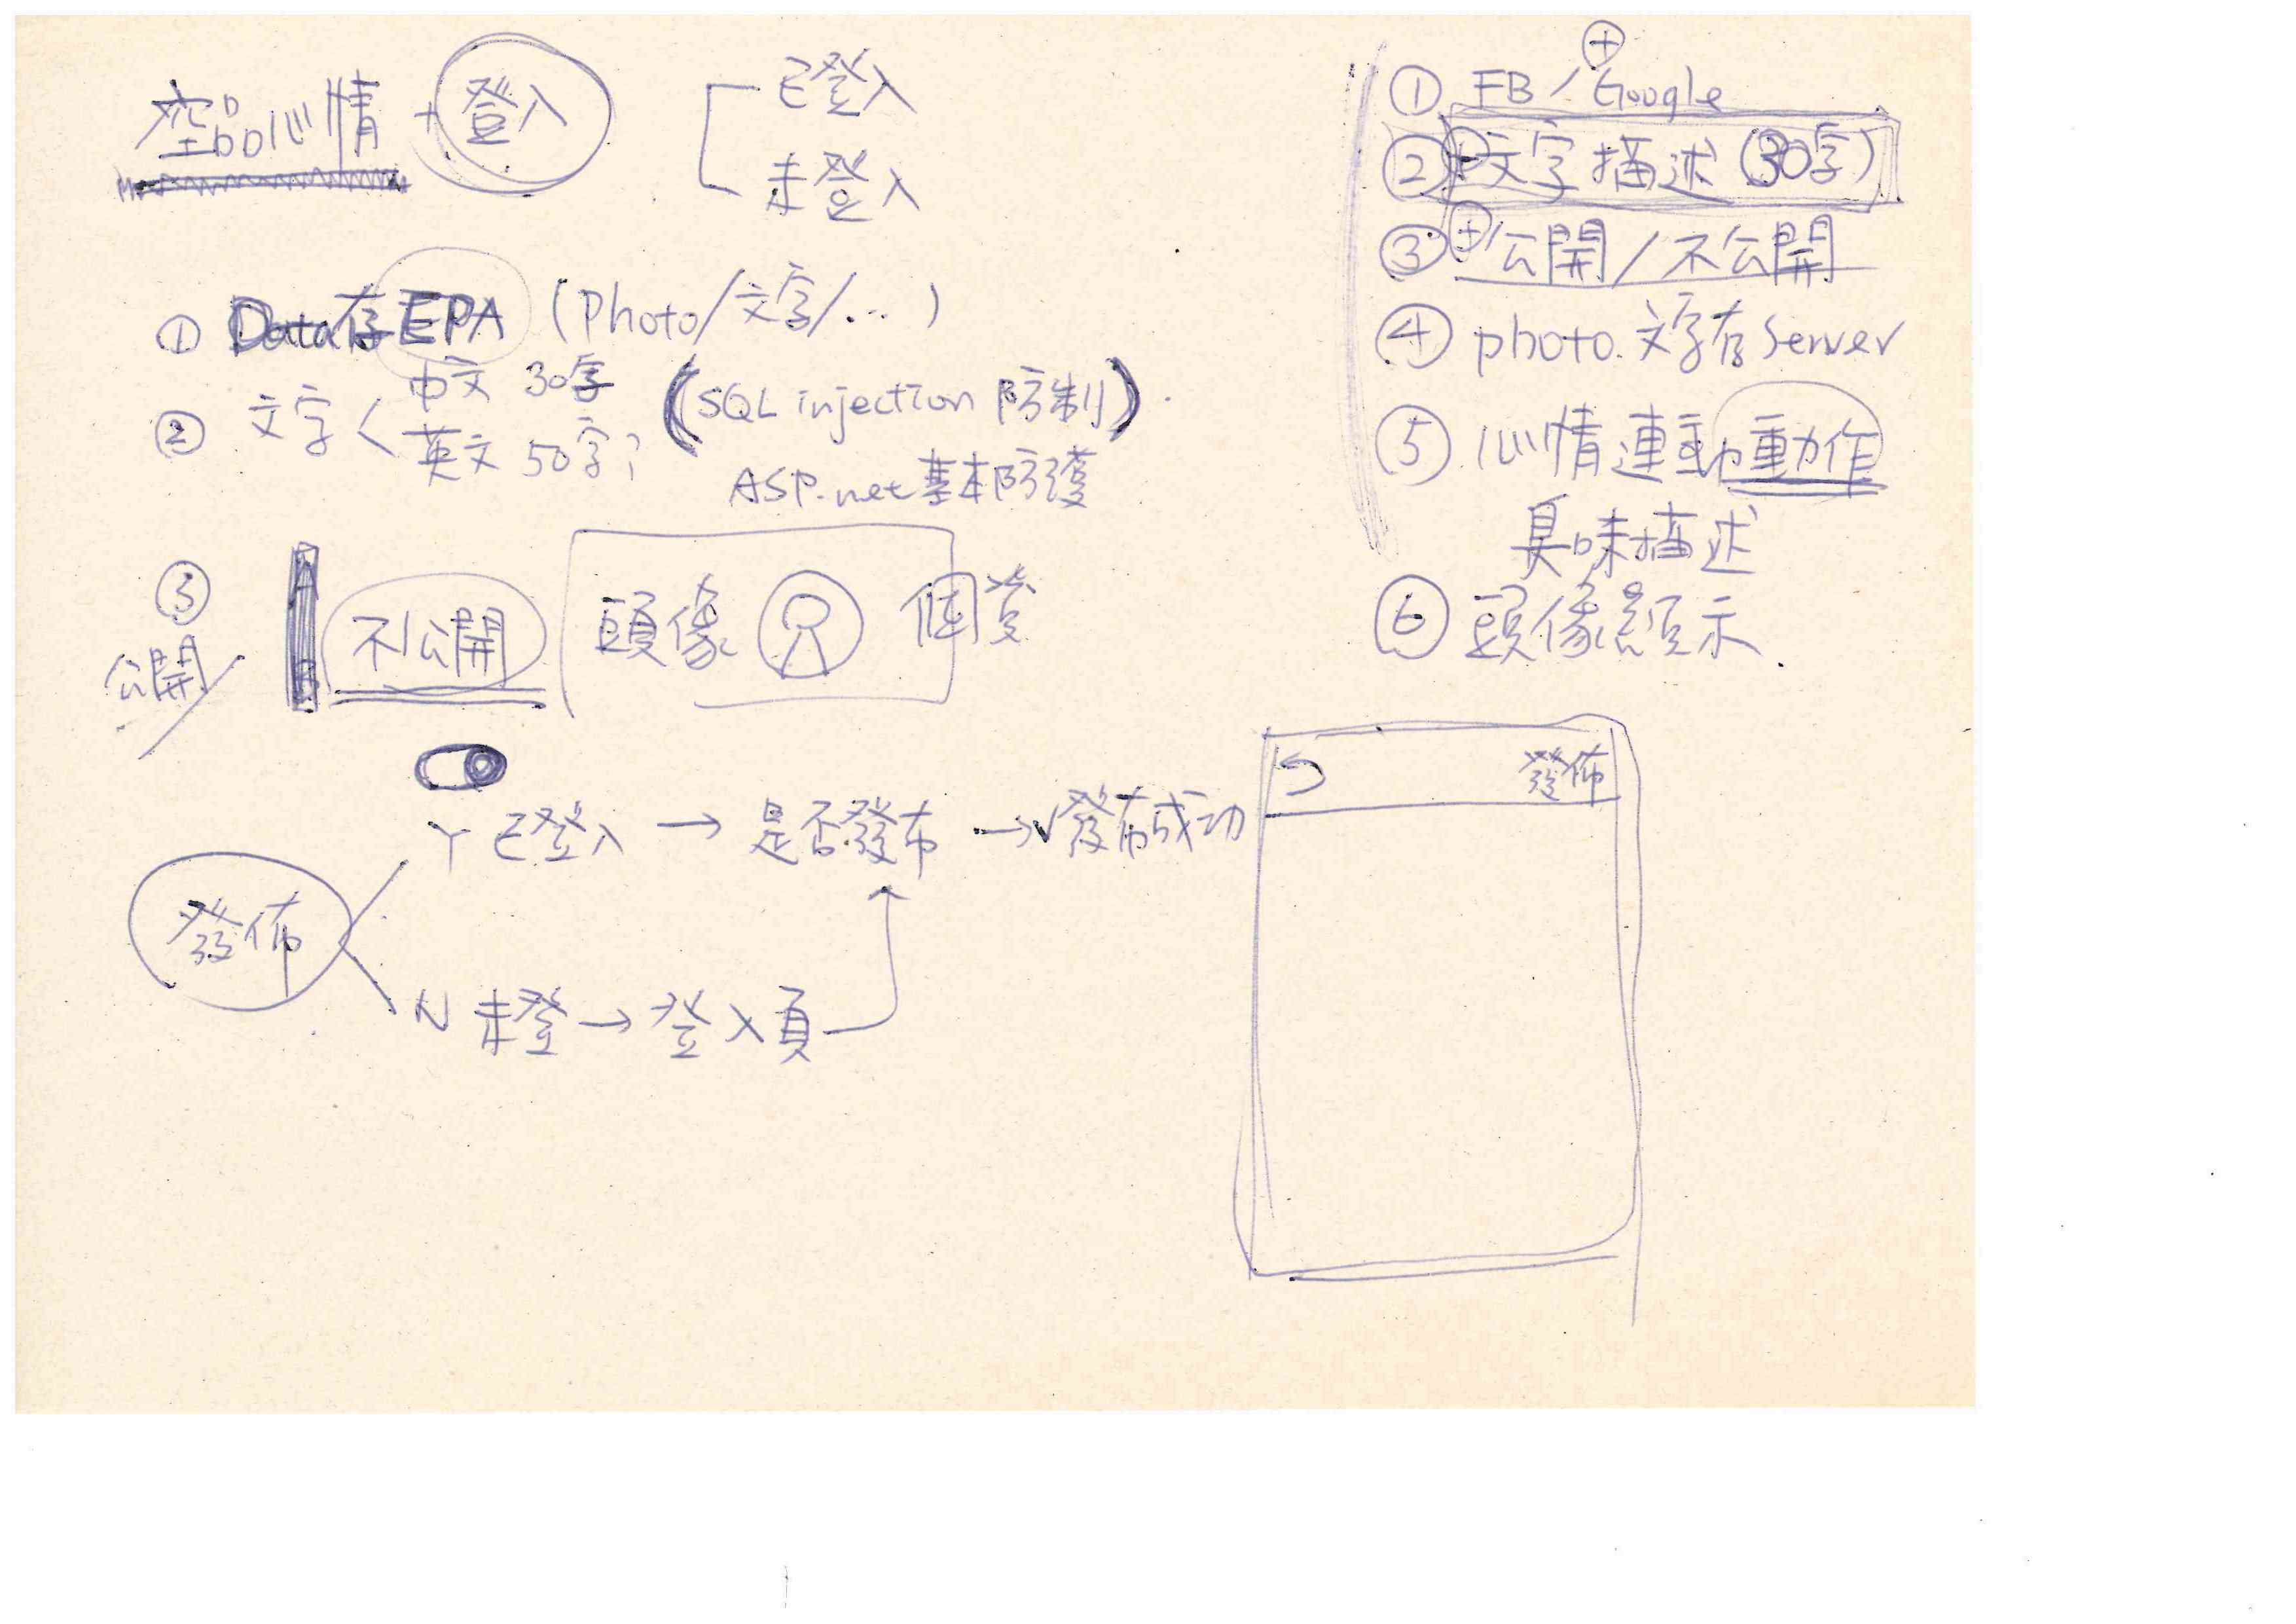 空品心情 + 登入
已登入
未登入
① Data存EPA (Photo/文字/...)
② 文字< 中文 30字
英文 50字?
(SQL injection 防制)
ASP.net基本防護
③
公開/
不公開
頭像
發佈
Y 已登入 → 是否發布 → ✓發布成功
N 未登 → 登入頁
① FB / Google
+
② + 文字描述 (30字)
③ + 公開/不公開
④ photo.文字存 Server
⑤ 心情連動動作
臭味描述
⑥ 頭像顯示.
發佈